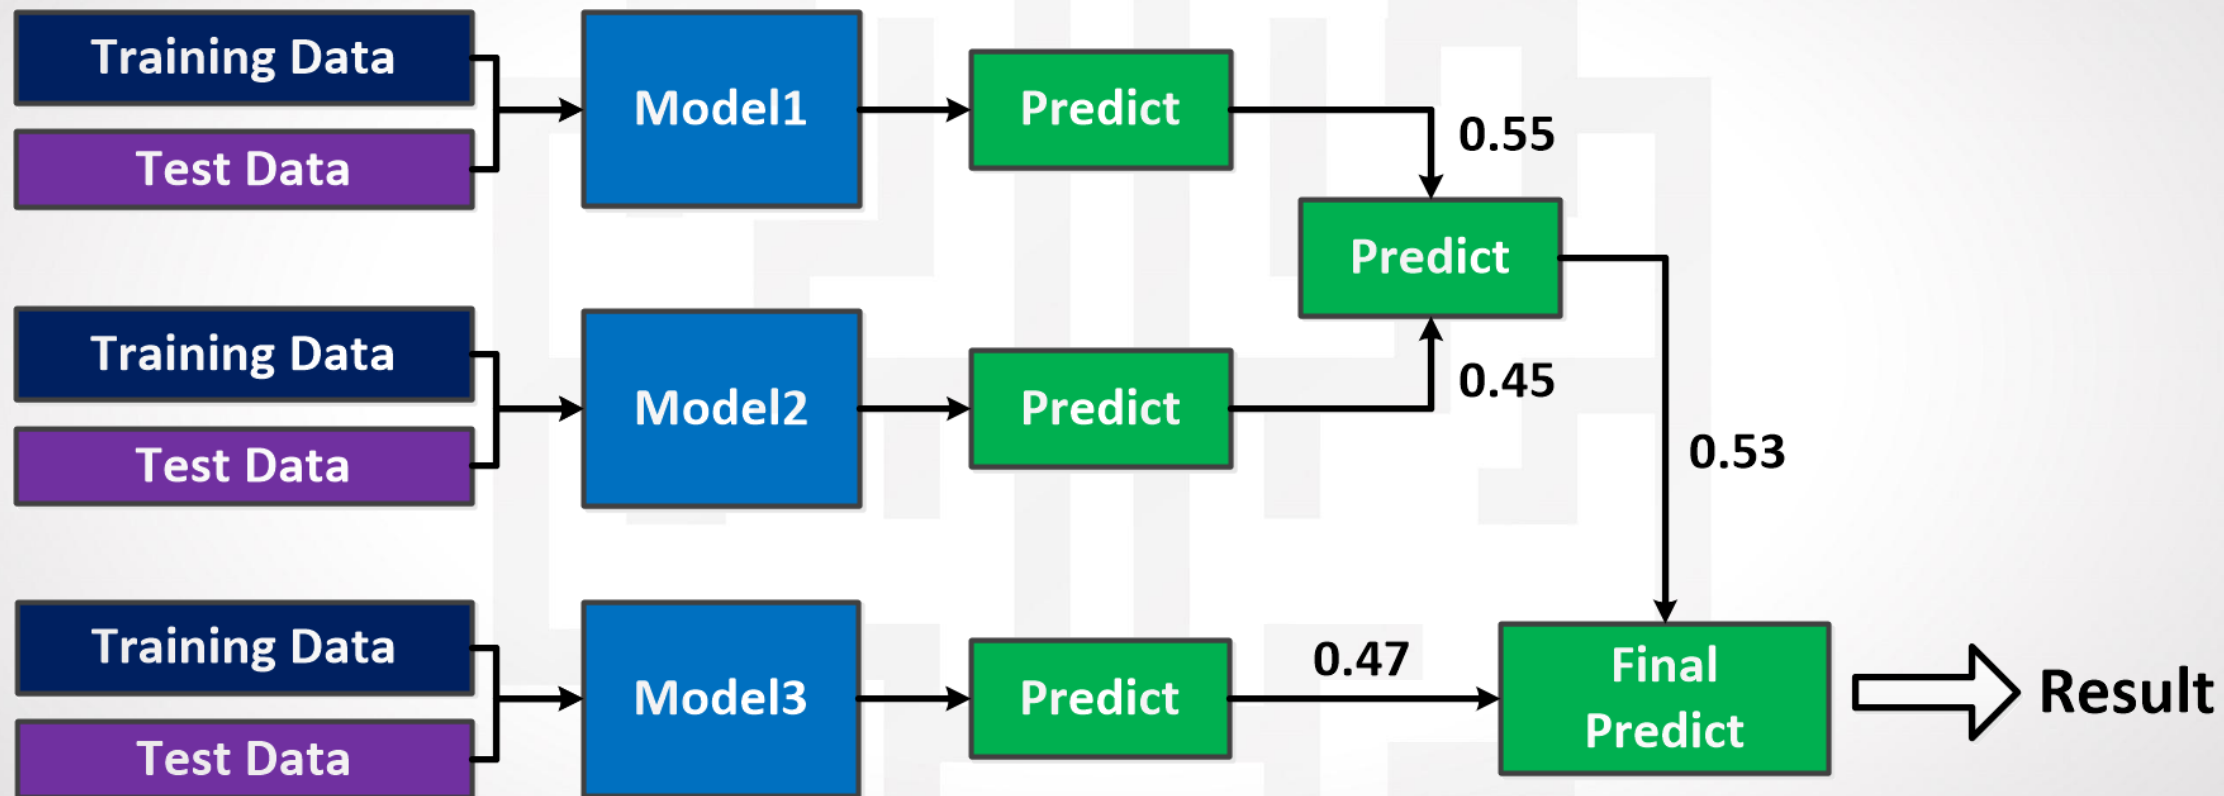 Training Data
Test Data
Model1
Predict
0.55
Predict
Training Data
Test Data
Model2
Predict
0.45
0.53
Training Data
Test Data
Model3
Predict
0.47
Final
Predict
Result